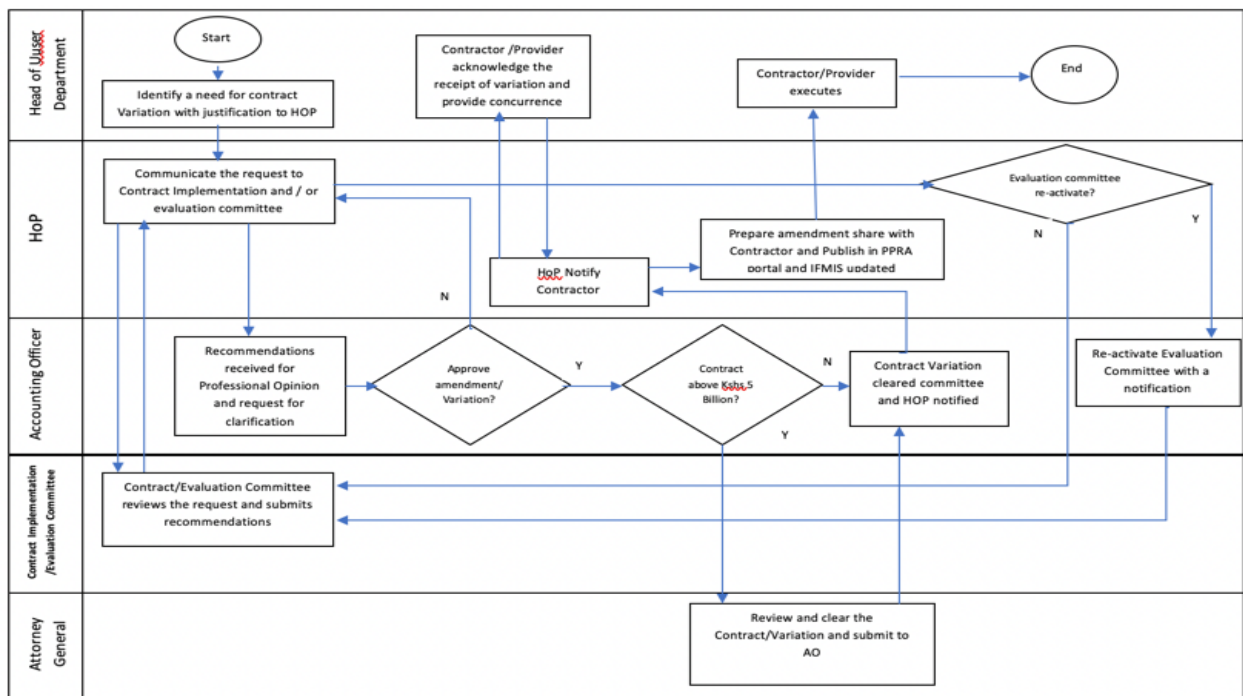 Head of Uuser
Department
Start
Identify a need for contract
Variation with justification to HOP
Contractor /Provider
acknowledge the
receipt of variation and
provide concurrence
Contractor/Provider
executes
End
HoP
Communicate the request to
Contract Implementation and / or
evaluation committee
Evaluation committee
re-activate?
Y
N
Prepare amendment share with
Contractor and Publish in PPRA
portal and IFMIS updated
HoP Notify
Contractor
N
Accounting Officer
Recommendations
received for
Professional Opinion
and request for
clarification
Approve
amendment/
Variation?
Y
Contract
above Kshs.5
Billion?
N
Y
Contract Variation
cleared committee
and HOP notified
Re-activate Evaluation
Committee with a
notification
Contract Implementation
/Evaluation Committee
Contract/Evaluation Committee
reviews the request and submits
recommendations
Attorney
General
Review and clear the
Contract/Variation and submit to
AO